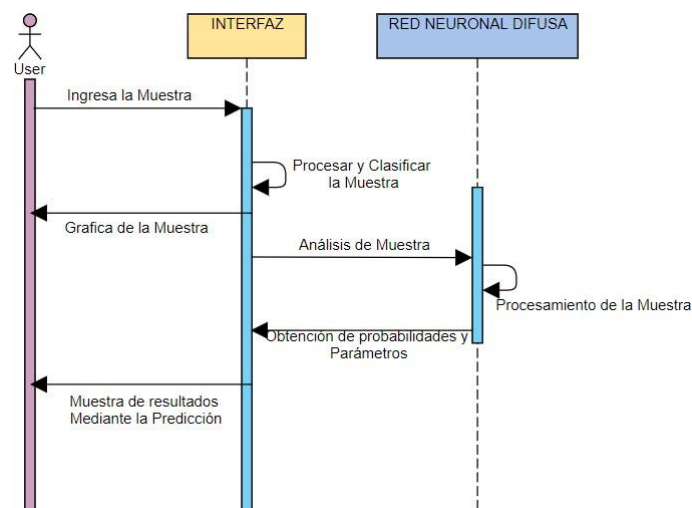 INTERFAZ
RED NEURONAL DIFUSA
User
Ingresa la Muestra
Procesar y Clasificar
la Muestra
Grafica de la Muestra
Análisis de Muestra
Procesamiento de la Muestra
Obtención de probabilidades y
Parámetros
Muestra de resultados
Mediante la Predicción